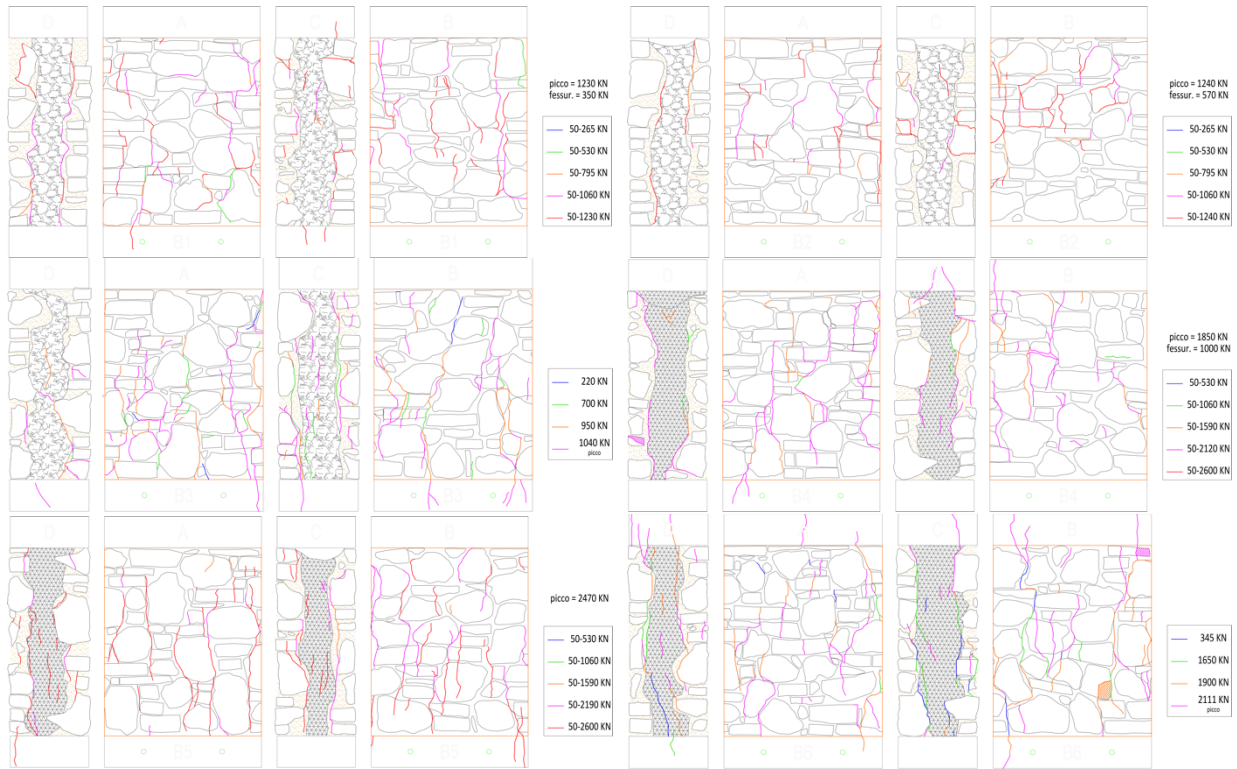 D A C B
picco = 1230 KN
fessur. = 350 KN
50-265 KN
50-530 KN
50-795 KN
50-1060 KN
50-1230 KN
B1 B1
D A C B
picco = 1240 KN
fessur. = 570 KN
50-265 KN
50-530 KN
50-795 KN
50-1060 KN
50-1240 KN
B2 B2
D A C B
220 KN
700 KN
950 KN
1040 KN
picco
B3 B3
D A C B
picco = 1850 KN
fessur. = 1000 KN
50-530 KN
50-1060 KN
50-1590 KN
50-2120 KN
50-2600 KN
B4 B4
D A C B
picco = 2470 KN
50-530 KN
50-1060 KN
50-1590 KN
50-2190 KN
50-2600 KN
B5 B5
D A C B
345 KN
1650 KN
1900 KN
2111 KN
picco
B6 B6